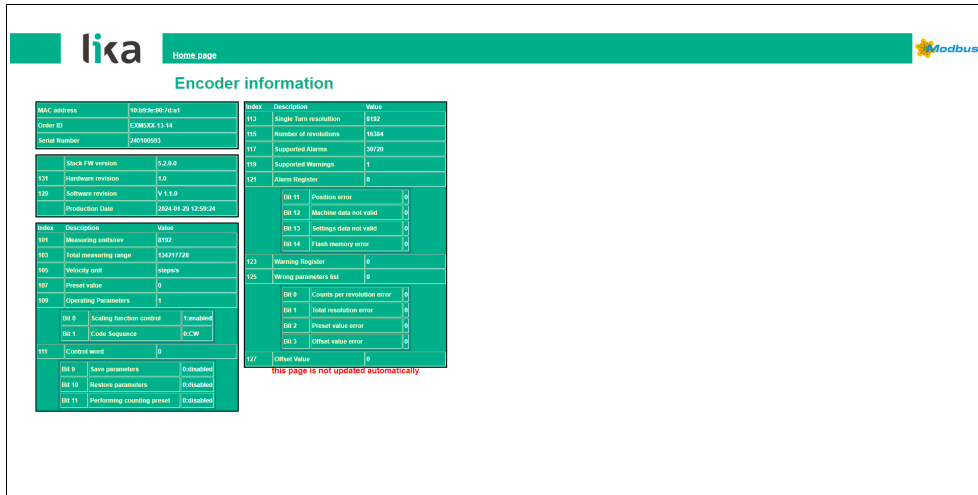 lika
Home page
Modbus
Encoder information
MAC address 10:b9:fe:00:7d:a1
Order ID EXM5XX-13-14
Serial Number 240100593
Stack FW version 5.2.0.0
131 Hardware revision 1.0
129 Software revision V 1.1.0
Production Date 2024-01-29 12:59:24
Index Description Value
101 Measuring units/rev 8192
103 Total measuring range 134217728
105 Velocity unit steps/s
107 Preset value 0
109 Operating Parameters 1
Bit 0 Scaling function control 1:enabled
Bit 1 Code Sequence 0:CW
111 Control word 0
Bit 9 Save parameters 0:disabled
Bit 10 Restore parameters 0:disabled
Bit 11 Performing counting preset 0:disabled
Index Description Value
113 Single Turn resolultion 8192
115 Number of revolutions 16384
117 Supported Alarms 30720
119 Supported Warnings 1
121 Alarm Register 0
Bit 11 Position error 0
Bit 12 Machine data not valid 0
Bit 13 Settings data not valid 0
Bit 14 Flash memory error 0
123 Warning Register 0
125 Wrong parameters list 0
Bit 0 Counts per revolution error 0
Bit 1 Total resolution error 0
Bit 2 Preset value error 0
Bit 3 Offset value error 0
127 Offset Value 0
this page is not updated automatically